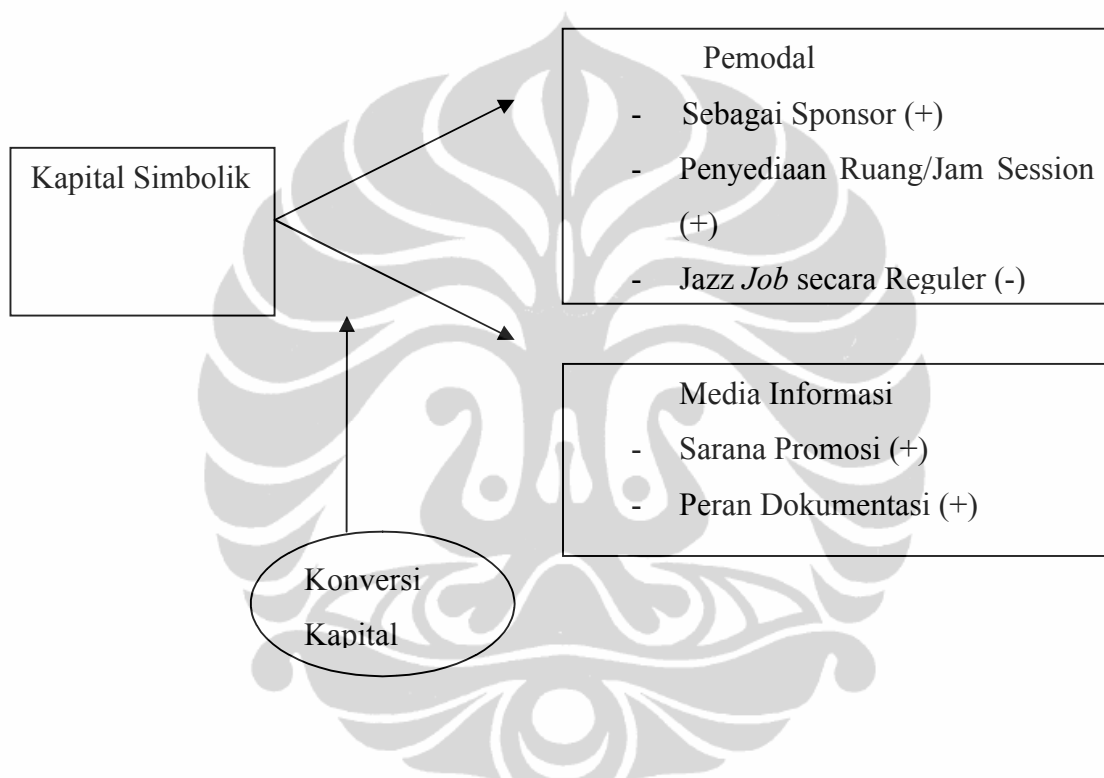 Kapital Simbolik
Pemodal
- Sebagai Sponsor (+)
- Penyediaan Ruang/Jam Session
(+)
- Jazz Job secara Reguler (-)
Media Informasi
- Sarana Promosi (+)
- Peran Dokumentasi (+)
Konversi
Kapital